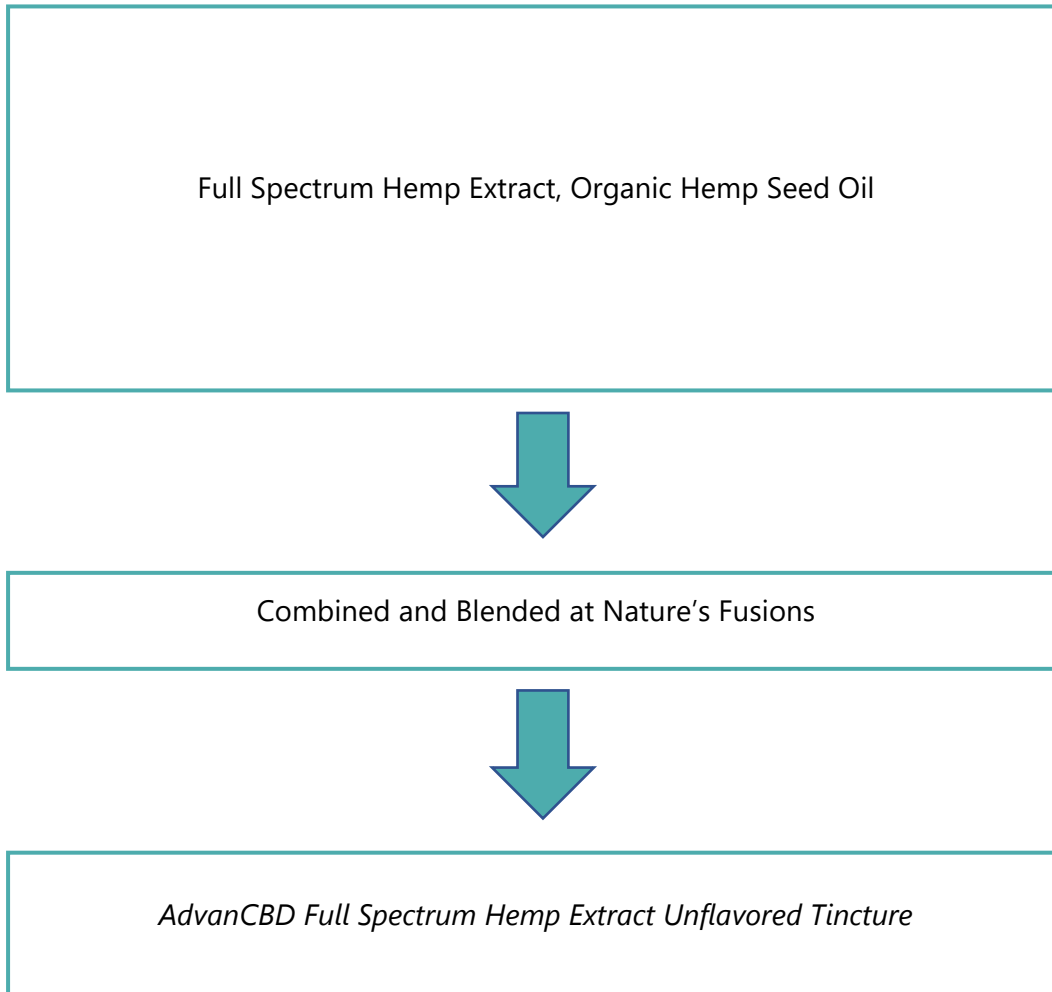 Full Spectrum Hemp Extract, Organic Hemp Seed Oil
Combined and Blended at Nature’s Fusions
AdvanCBD Full Spectrum Hemp Extract Unflavored Tincture